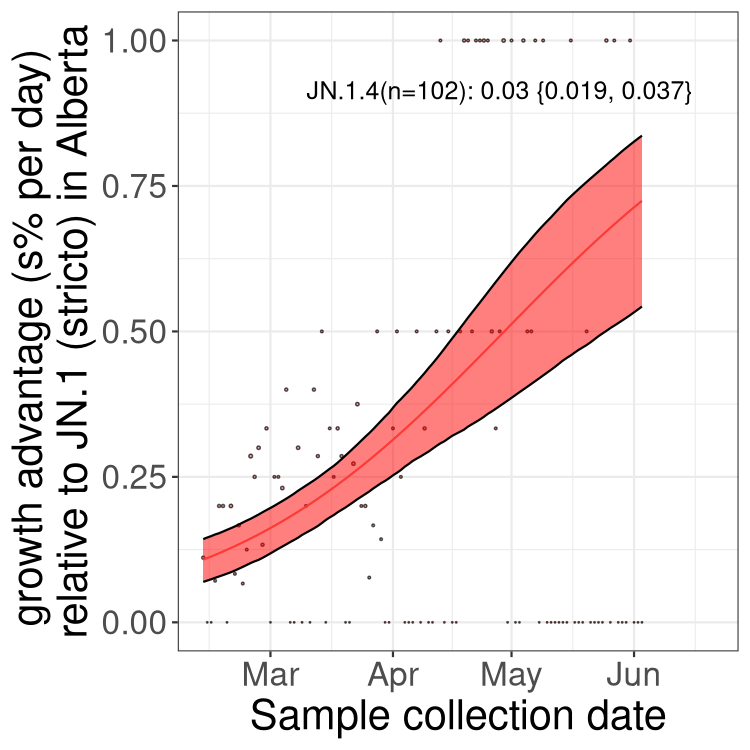 growth advantage (s% per day)
relative to JN.1 (stricto) in Alberta
1.00
0.75
0.50
0.25
0.00
JN.1.4(n=102): 0.03 {0.019, 0.037}
Mar Apr May Jun
Sample collection date